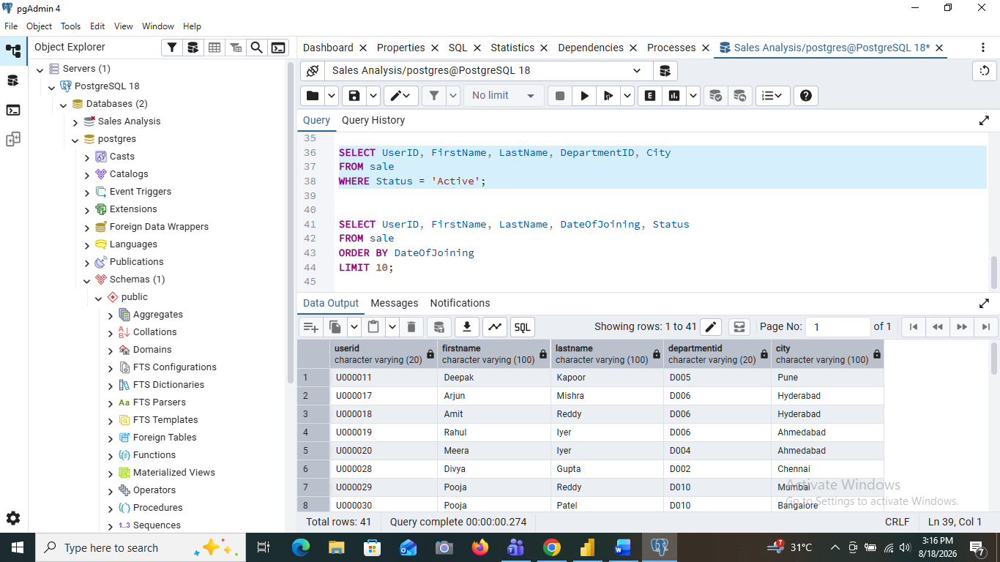 pgAdmin 4
File Object Tools Edit View Window Help
Object Explorer
Servers (1)
PostgreSQL 18
Databases (2)
Sales Analysis
postgres
Casts
Catalogs
Event Triggers
Extensions
Foreign Data Wrappers
Languages
Publications
Schemas (1)
public
Aggregates
Collations
Domains
FTS Configurations
FTS Dictionaries
Aa FTS Parsers
FTS Templates
Foreign Tables
Functions
Materialized Views
Operators
Procedures
1..3 Sequences
Dashboard Properties SQL Statistics Dependencies Processes Sales Analysis/postgres@PostgreSQL 18*
Sales Analysis/postgres@PostgreSQL 18
No limit E
Query Query History
35
36 SELECT UserID, FirstName, LastName, DepartmentID, City
37 FROM sale
38 WHERE Status = 'Active';
39
40
41 SELECT UserID, FirstName, LastName, DateOfJoining, Status
42 FROM sale
43 ORDER BY DateOfJoining
44 LIMIT 10;
45
Data Output Messages Notifications
SQL Showing rows: 1 to 41 Page No: 1 of 1
userid firstname lastname departmentid city
character varying (20) character varying (100) character varying (100) character varying (20) character varying (100)
1 U000011 Deepak Kapoor D005 Pune
2 U000017 Arjun Mishra D006 Hyderabad
3 U000018 Amit Reddy D006 Hyderabad
4 U000019 Rahul Iyer D006 Ahmedabad
5 U000020 Meera Iyer D004 Ahmedabad
6 U000028 Divya Gupta D002 Chennai
7 U000029 Pooja Reddy D010 Mumbai
8 U000030 Pooja Patel D010 Bangalore
Activate Windows
Go to Settings to activate Windows.
Total rows: 41 Query complete 00:00:00.274 CRLF Ln 39, Col 1
Type here to search
7 31°C
3:16 PM
8/18/2026
7